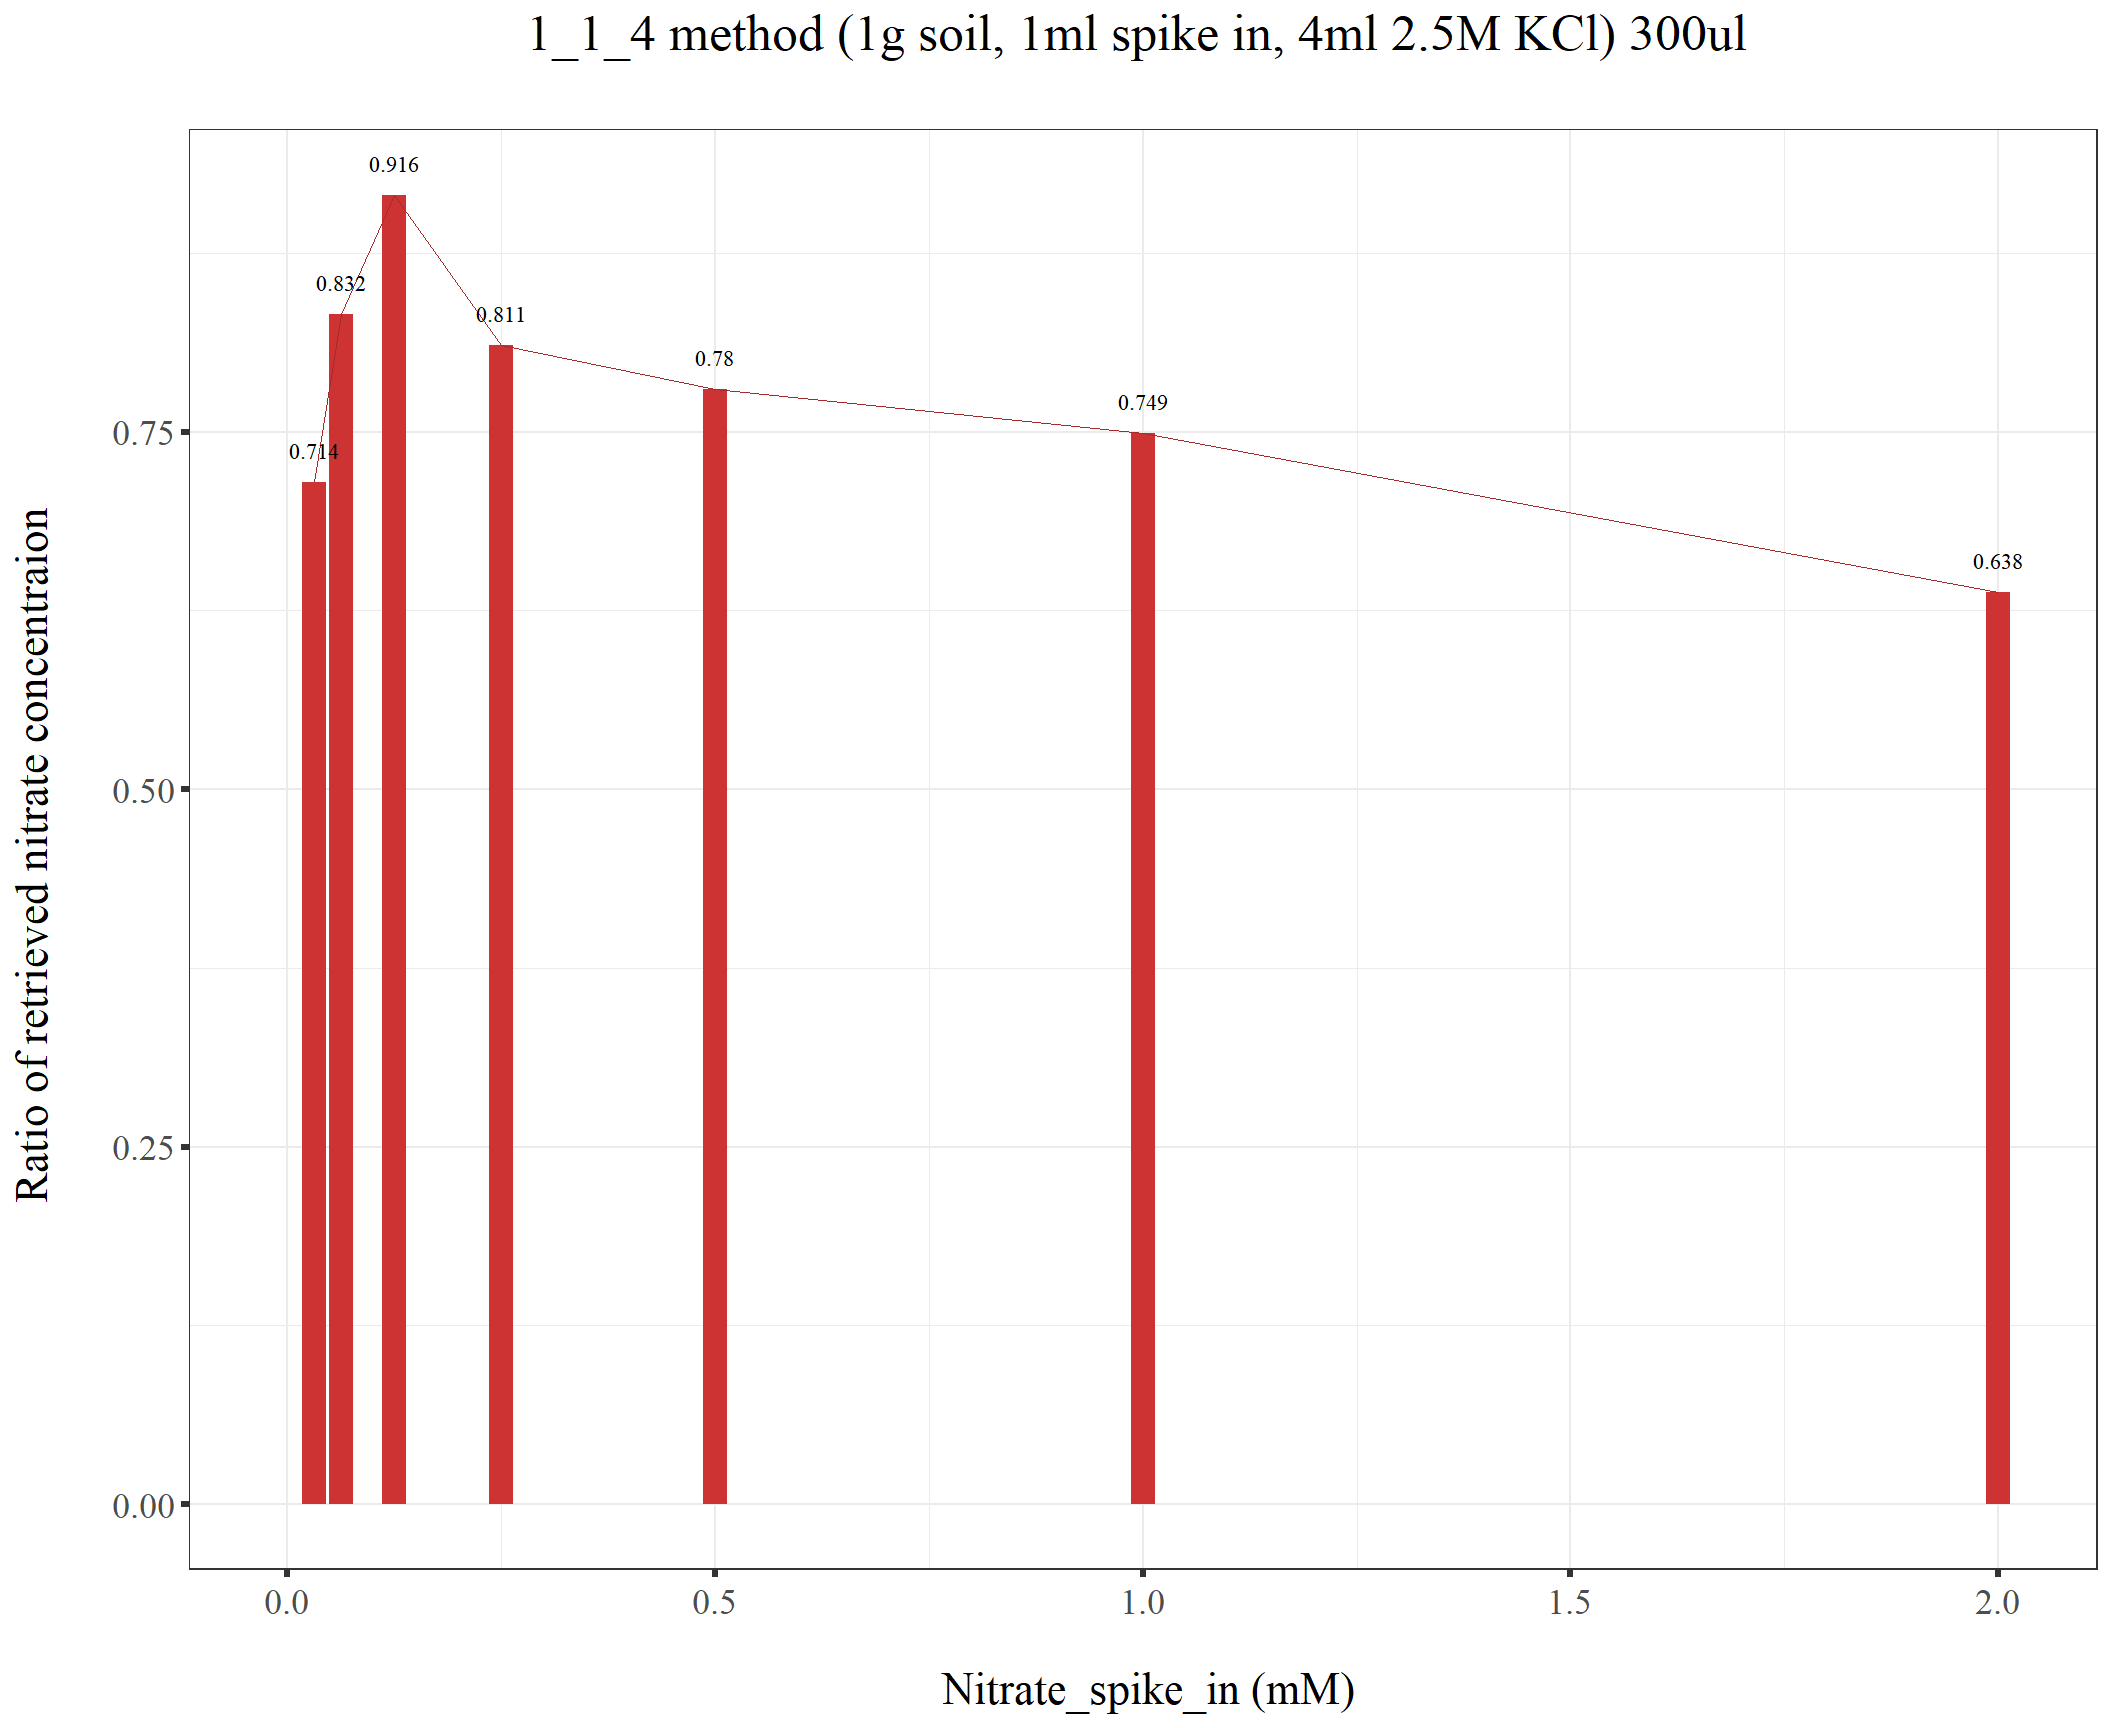 1_1_4 method (1g soil, 1ml spike in, 4ml 2.5M KCl) 300ul
Ratio of retrieved nitrate concentraion
0.916
0.832
0.811
0.78
0.749
0.714
0.638
0.75
0.50
0.25
0.00
0.0 0.5 1.0 1.5 2.0
Nitrate_spike_in (mM)